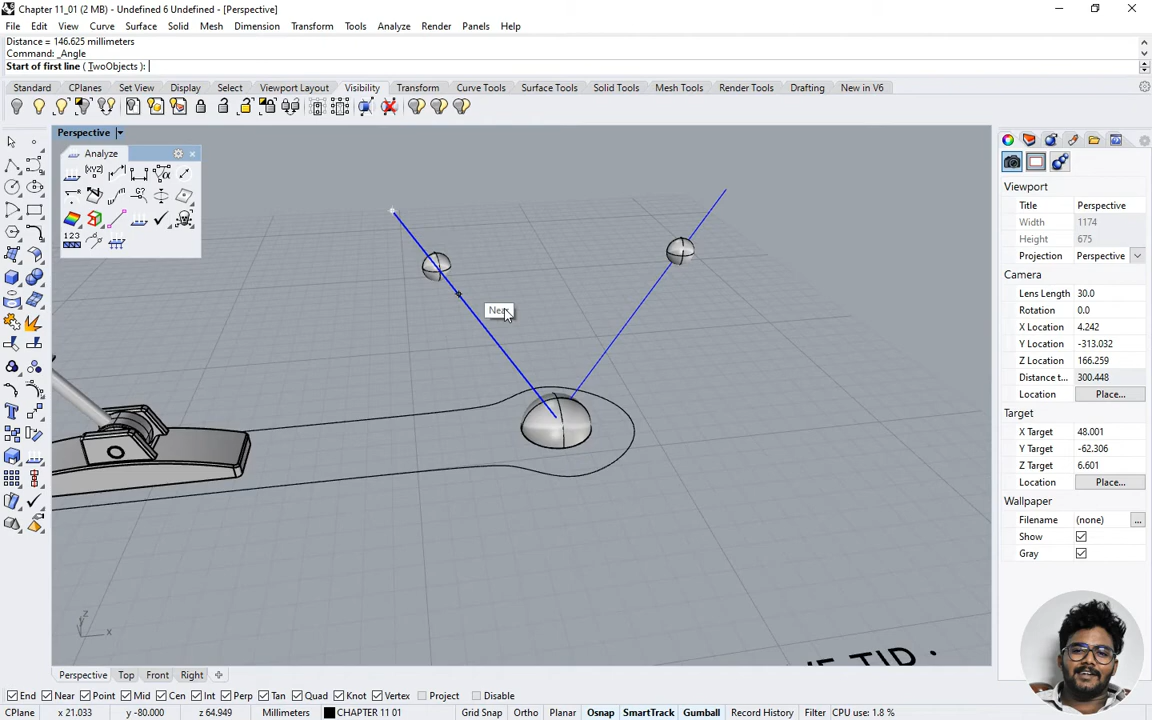 Chapter 11_01 (2 MB) - Undefined 6 Undefined - [Perspective]
File Edit View Curve Surface Solid Mesh Dimension Transform Tools Analyze Render Panels Help
Distance = 146.625 millimeters
Command: _Angle
Start of first line ( TwoObjects ):
Standard CPlanes Set View Display Select Viewport Layout Visibility Transform Curve Tools Surface Tools Solid Tools Mesh Tools Render Tools Drafting New in V6
Perspective
Analyze
Near
Viewport
Title Perspective
Width 1174
Height 675
Projection Perspective
Camera
Lens Length 30.0
Rotation 0.0
X Location 4.242
Y Location -313.032
Z Location 166.259
Distance t... 300.448
Location Place...
Target
X Target 48.001
Y Target -62.306
Z Target 6.601
Location Place...
Wallpaper
Filename (none) ...
Show
Gray
TIP .
z
x
Perspective Top Front Right
End Near Point Mid Cen Int Perp Tan Quad Knot Vertex Project Disable
CPlane x 21.033 y -80.000 z 64.949 Millimeters CHAPTER 11 01 Grid Snap Ortho Planar Osnap SmartTrack Gumball Record History Filter CPU use: 1.8 %